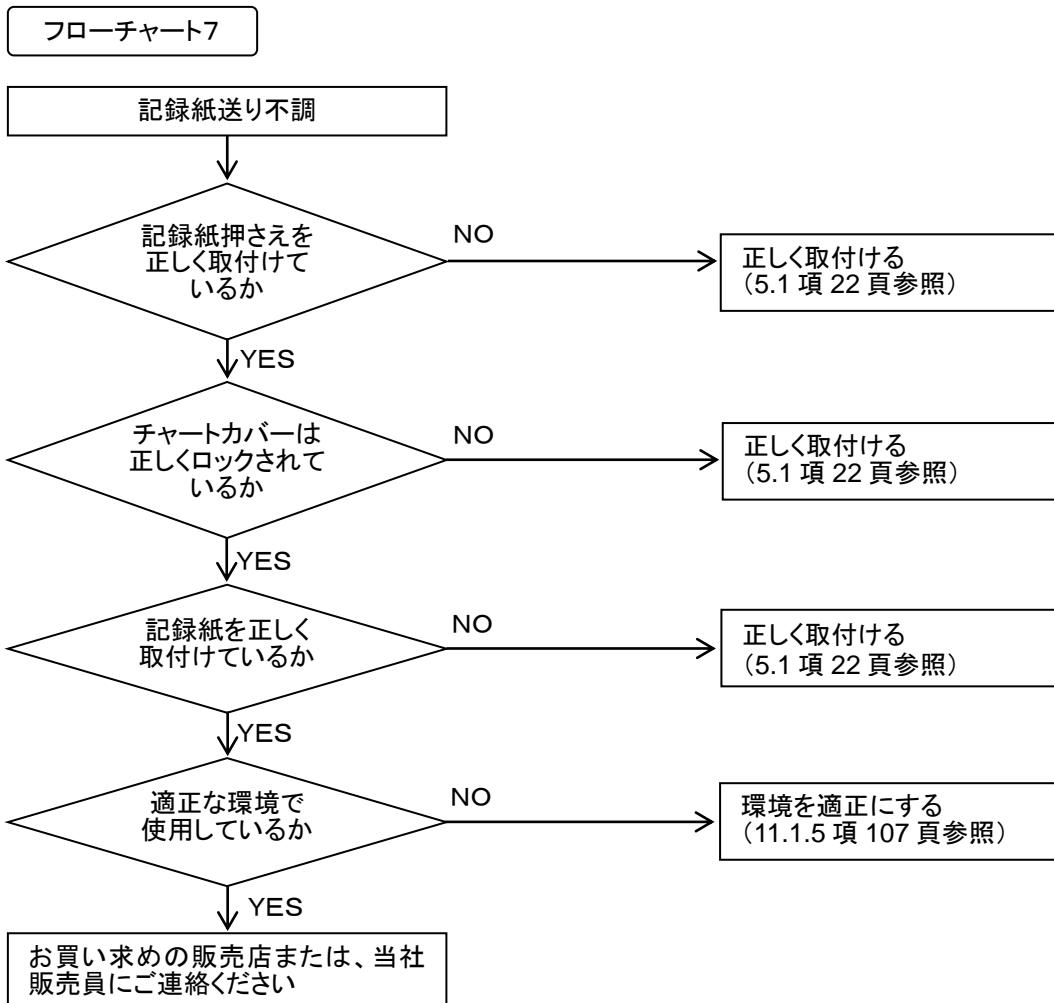 フローチャート7
記録紙送り不調
記録紙押さえを
正しく取付けて
いるか
NO
正しく取付ける
(5.1 項 22 頁参照)
YES
チャートカバーは
正しくロックされて
いるか
NO
正しく取付ける
(5.1 項 22 頁参照)
YES
記録紙を正しく
取付けているか
NO
正しく取付ける
(5.1 項 22 頁参照)
YES
適正な環境で
使用しているか
NO
環境を適正にする
(11.1.5 項 107 頁参照)
YES
お買い求めの販売店または、当社
販売員にご連絡ください